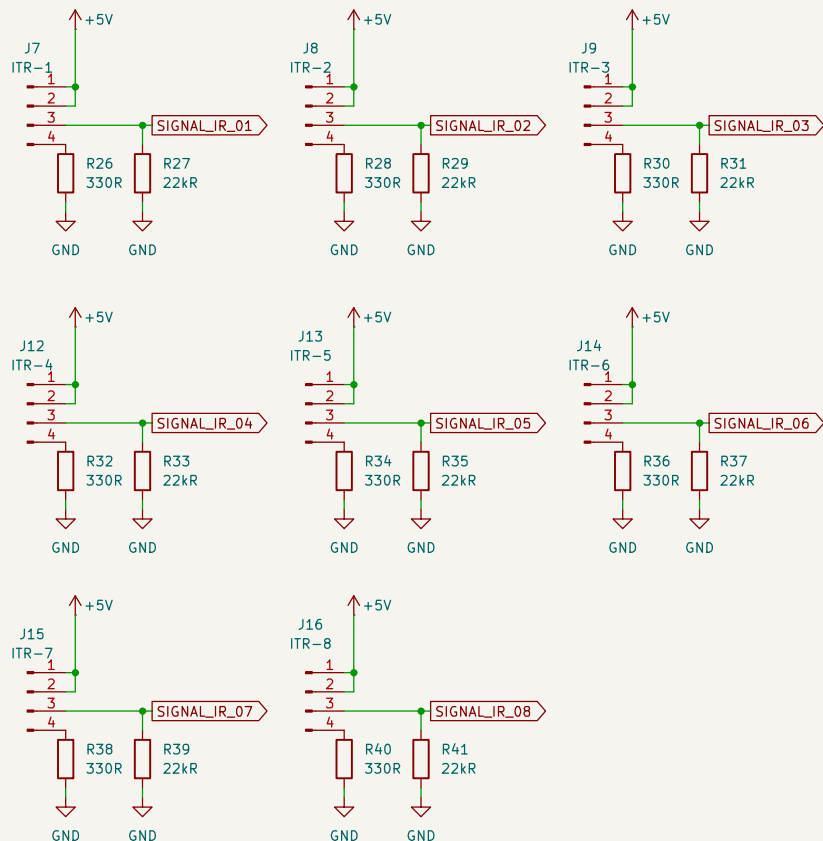 +5V
J7
ITR-1
1
2
3
4
SIGNAL_IR_01
R26
330R
R27
22kR
GND
GND
+5V
J8
ITR-2
1
2
3
4
SIGNAL_IR_02
R28
330R
R29
22kR
GND
GND
+5V
J9
ITR-3
1
2
3
4
SIGNAL_IR_03
R30
330R
R31
22kR
GND
GND
+5V
J12
ITR-4
1
2
3
4
SIGNAL_IR_04
R32
330R
R33
22kR
GND
GND
+5V
J13
ITR-5
1
2
3
4
SIGNAL_IR_05
R34
330R
R35
22kR
GND
GND
+5V
J14
ITR-6
1
2
3
4
SIGNAL_IR_06
R36
330R
R37
22kR
GND
GND
+5V
J15
ITR-7
1
2
3
4
SIGNAL_IR_07
R38
330R
R39
22kR
GND
GND
+5V
J16
ITR-8
1
2
3
4
SIGNAL_IR_08
R40
330R
R41
22kR
GND
GND